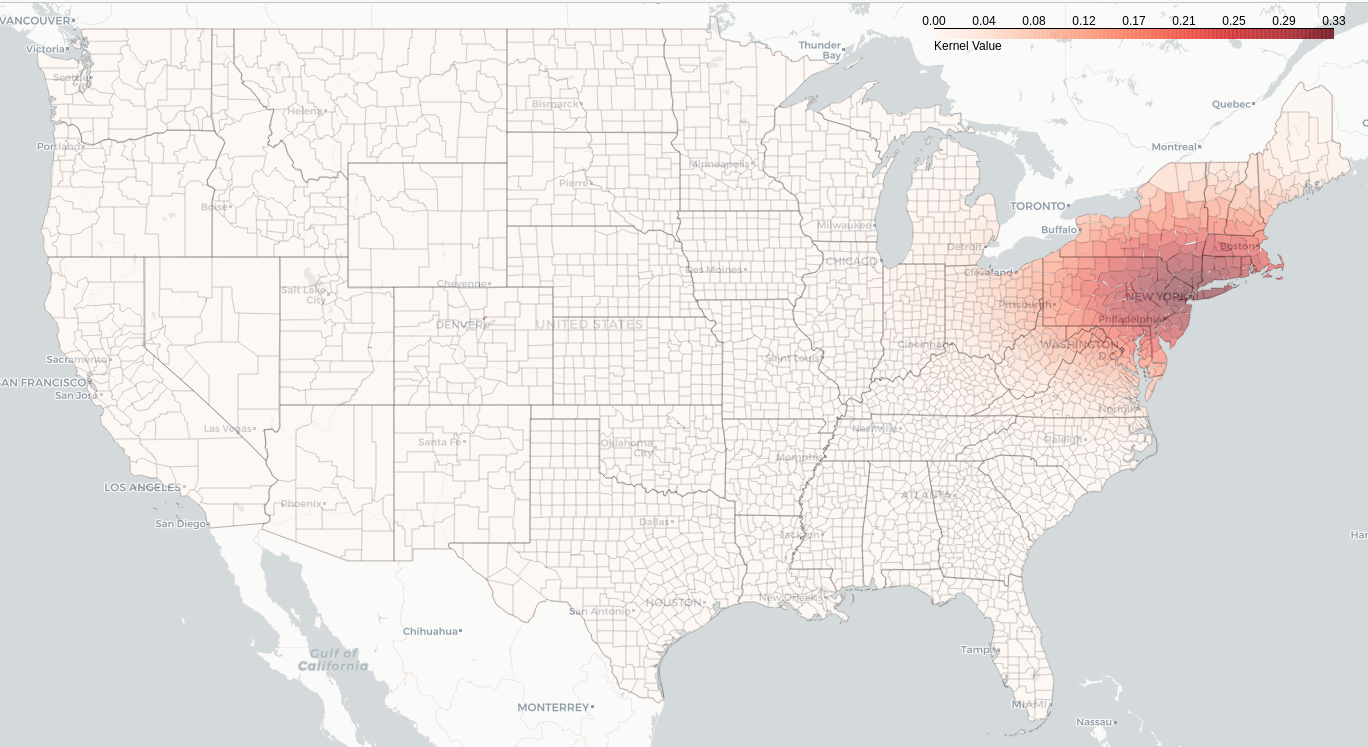 0.00 0.04 0.08 0.12 0.17 0.21 0.25 0.29 0.33
Kernel Value
VANCOUVER
Victoria
Seattle
Thunder
Bay
Quebec
Helena
Bismarck
Portland
Montreal
Minneapolis
Pierre
Boise
TORONTO
Milwaukee
Buffalo
Detroit
Boston
CHICAGO
Des Moines
Cleveland
Cheyenne
Salt Lake
City
NEW YORK
Pittsburgh
Philadelphia
DENVER
UNITED STATES
Cincinnati
WASHINGTON
D.C.
Sacramento
Saint Louis
SAN FRANCISCO
San Jose
Norfolk
Las Vegas
Nashville
Raleigh
Santa Fe
Oklahoma
City
Memphis
LOS ANGELES
ATLANTA
Phoenix
San Diego
Dallas
Jackson
Har
New Orleans
HOUSTON
San Antonio
Chihuahua
Tampa
Gulf of
California
MIAMI
MONTERREY
Nassau